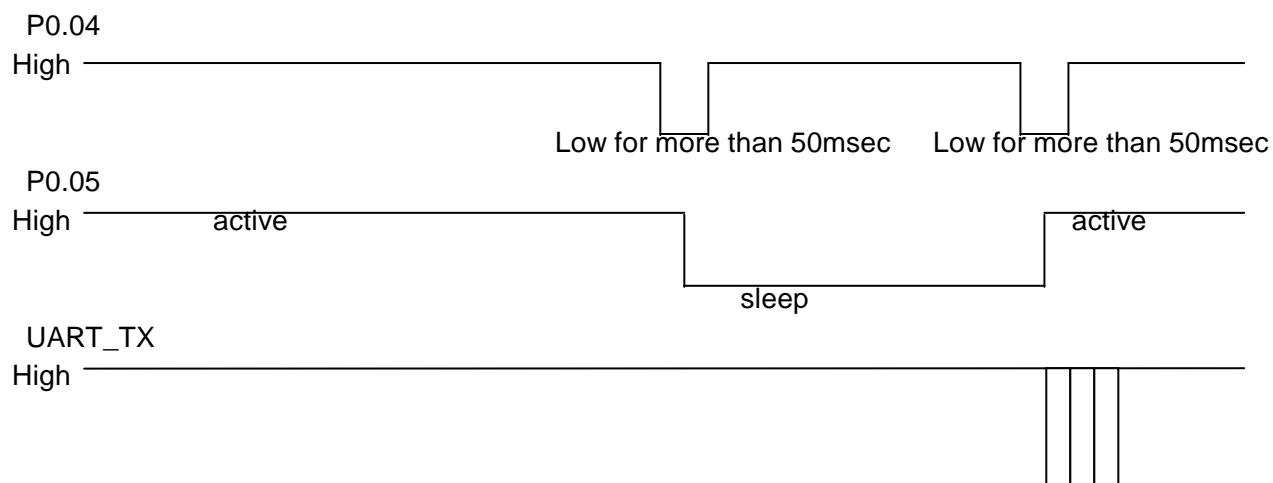 P0.04
High
Low for more than 50msec Low for more than 50msec
P0.05
High active active
sleep
UART_TX
High